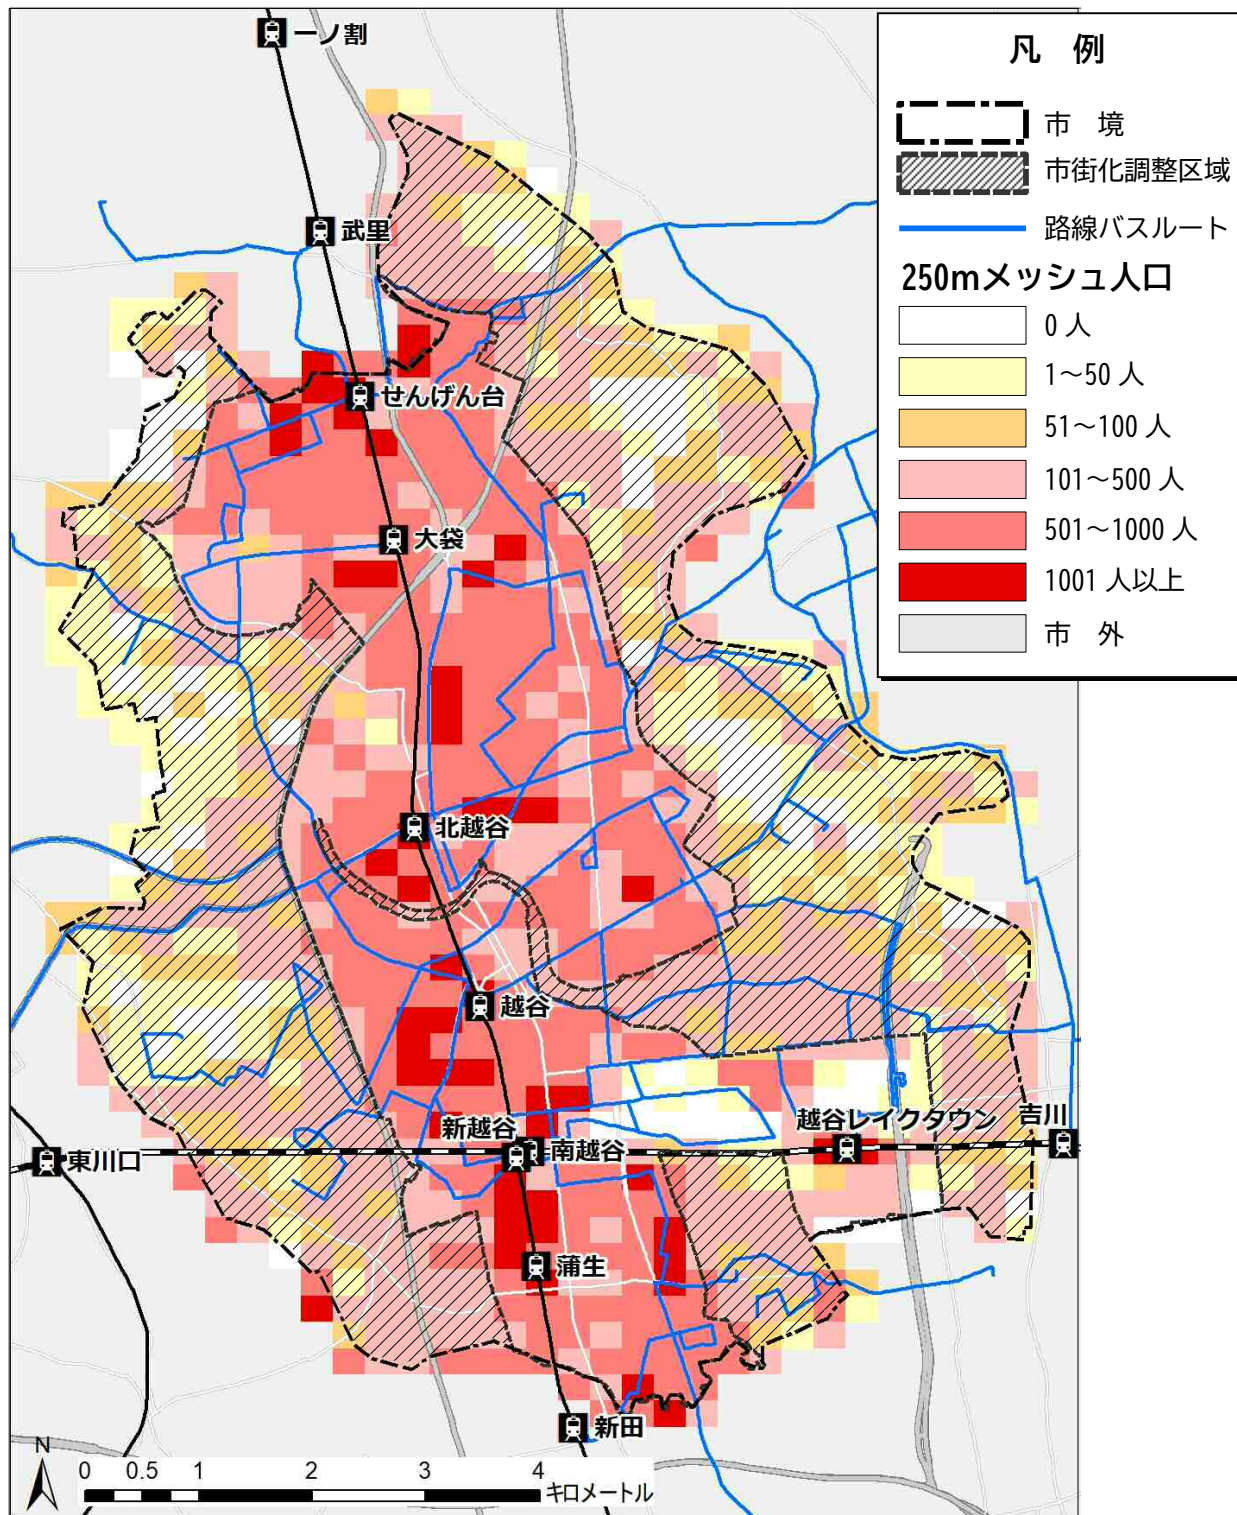 一ノ割
凡 例
市 境
市街化調整区域
路線バスルート
250mメッシュ人口
0 人
1～50 人
51～100 人
101～500 人
501～1000 人
1001 人以上
市 外
武里
せんげん台
大袋
北越谷
越谷
新越谷
南越谷
越谷レイクタウン
吉川
東川口
蒲生
新田
N
0 0.5 1 2 3 4
キロメートル